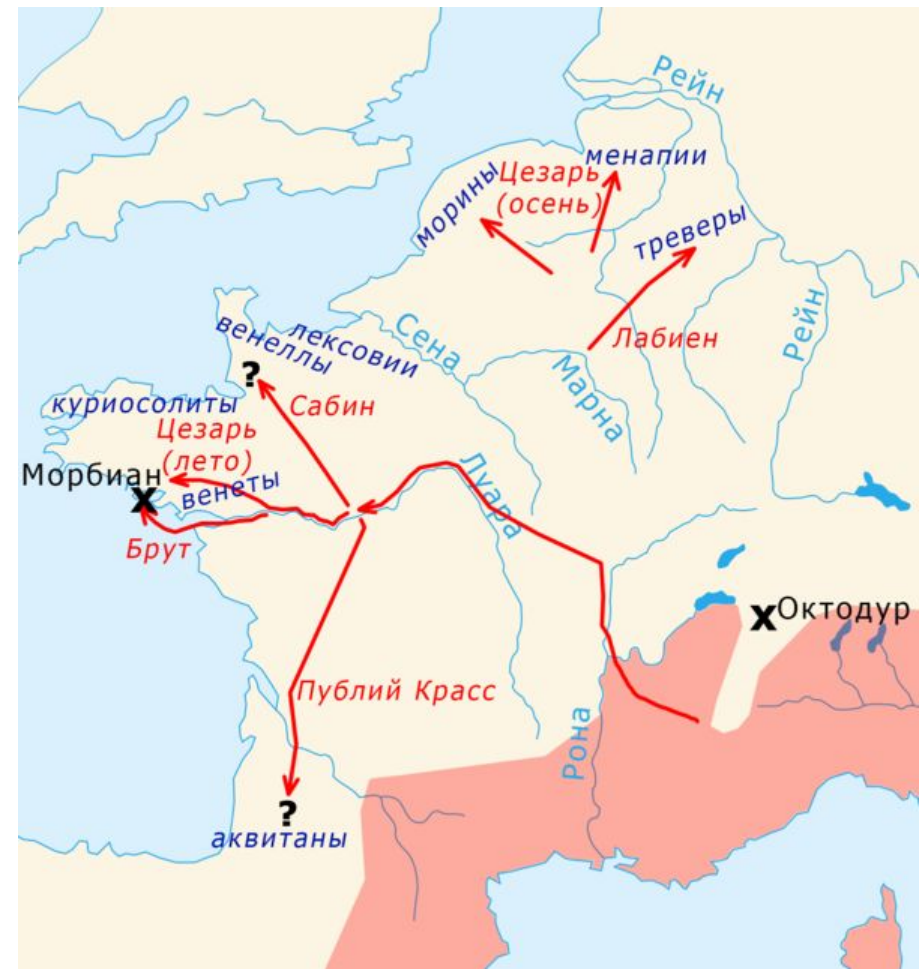 Рейн
менапии
Цезарь
(осень)
морины
треверы
Рейн
Лабиен
Сена
Марна
лексовии
венеллы
?
Сабин
куриосолиты
Цезарь
(лето)
Морбиан
х
венеты
Брут
Луара
х
Октодур
Публий Красс
Рона
?
аквитаны